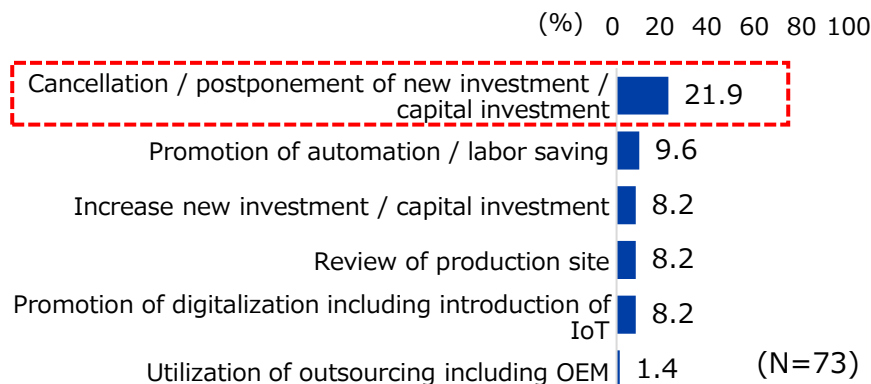 (%) 0 20 40 60 80 100
Cancellation / postponement of new investment /
capital investment 21.9
Promotion of automation / labor saving 9.6
Increase new investment / capital investment 8.2
Review of production site 8.2
Promotion of digitalization including introduction of
IoT 8.2
Utilization of outsourcing including OEM 1.4 (N=73)